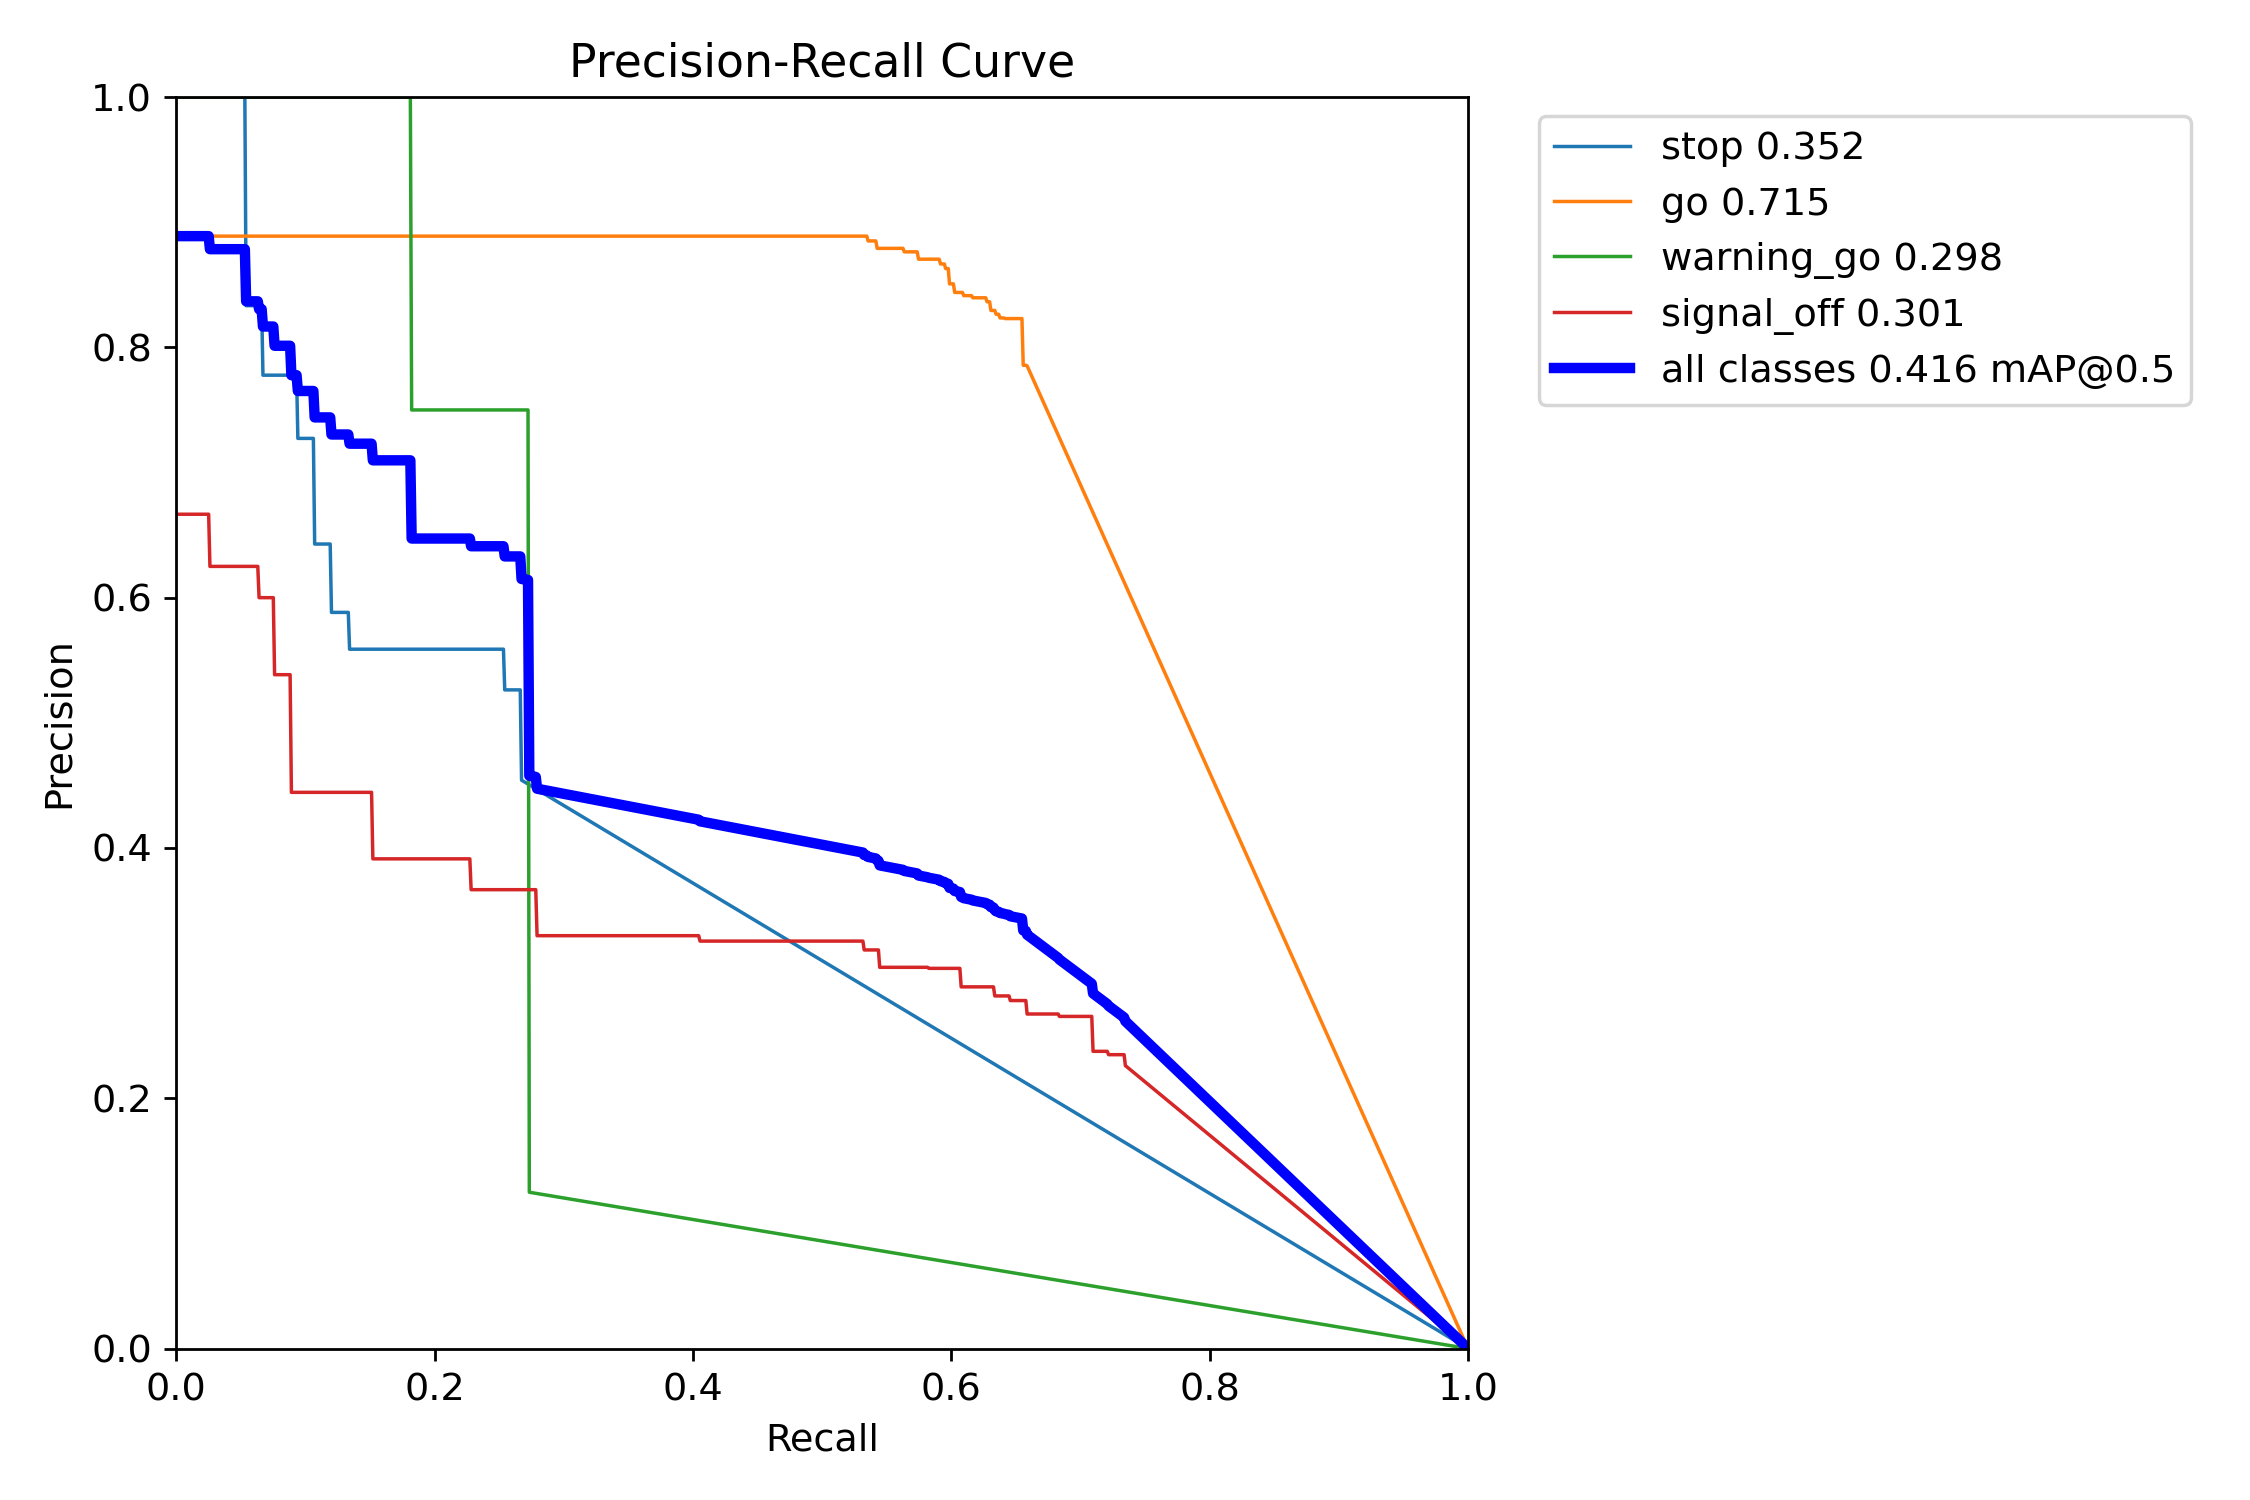 Precision-Recall Curve
1.0
0.8
0.6
0.4
0.2
0.0
Precision
0.0 0.2 0.4 0.6 0.8 1.0
Recall
stop 0.352
go 0.715
warning_go 0.298
signal_off 0.301
all classes 0.416 mAP@0.5